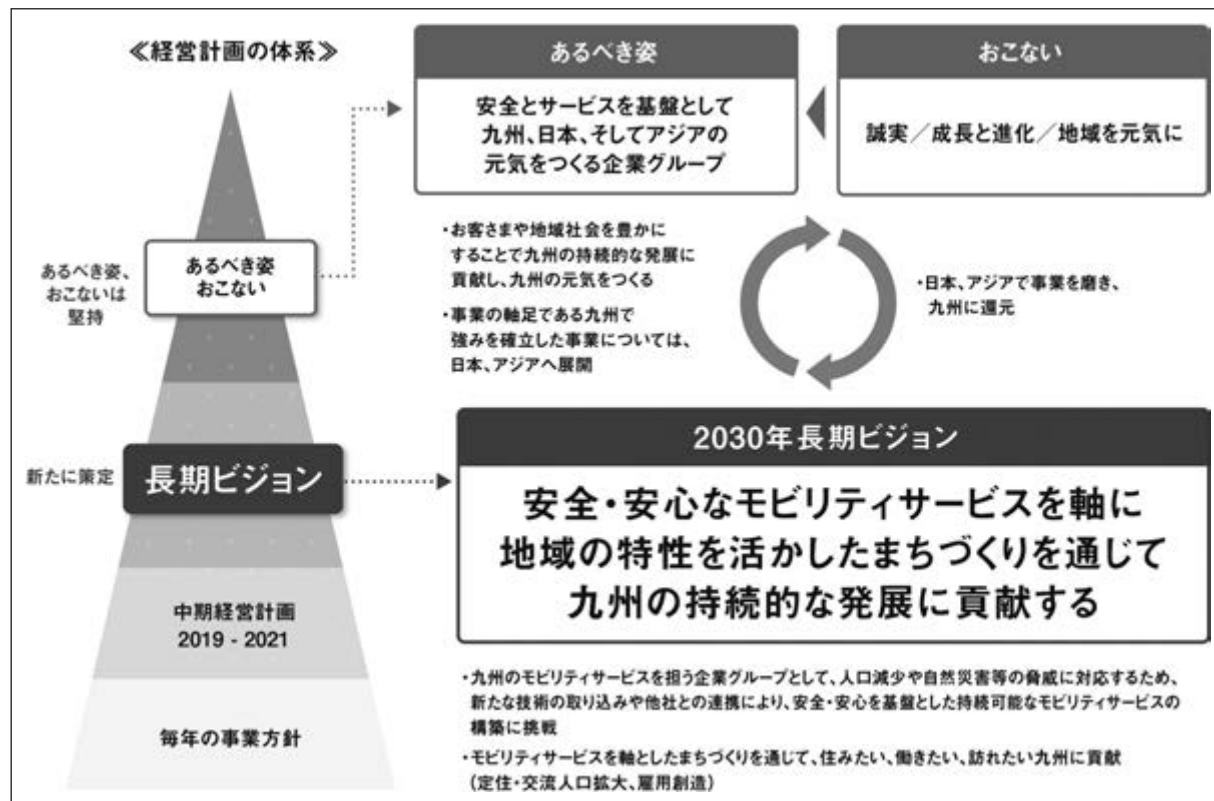 ≪経営計画の体系≫
あるべき姿、
おこないは
堅持
あるべき姿
おこない
新たに策定
長期ビジョン
中期経営計画
2019 - 2021
毎年の事業方針
あるべき姿
安全とサービスを基盤として
九州、日本、そしてアジアの
元気をつくる企業グループ
おこない
誠実／成長と進化／地域を元気に
・お客さまや地域社会を豊かに
することで九州の持続的な発展に
貢献し、九州の元気をつくる
・事業の軸足である九州で
強みを確立した事業については、
日本、アジアへ展開
・日本、アジアで事業を磨き、
九州に還元
2030年長期ビジョン
安全・安心なモビリティサービスを軸に
地域の特性を活かしたまちづくりを通じて
九州の持続的な発展に貢献する
・九州のモビリティサービスを担う企業グループとして、人口減少や自然災害等の脅威に対応するため、
新たな技術の取り込みや他社との連携により、安全・安心を基盤とした持続可能なモビリティサービスの
構築に挑戦
・モビリティサービスを軸としたまちづくりを通じて、住みたい、働きたい、訪れたい九州に貢献
（定住・交流人口拡大、雇用創造）